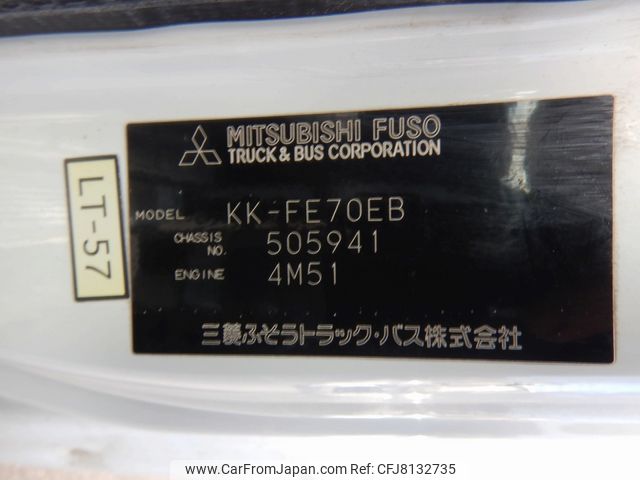 MITSUBISHI FUSO
TRUCK & BUS CORPORATION
MODEL KK-FE70EB
CHASSIS NO. 505941
ENGINE 4M51
三菱ふそうトラック・バス株式会社
LT-57
© CarFromJapan www.carfromjapan.com CFJ8132735